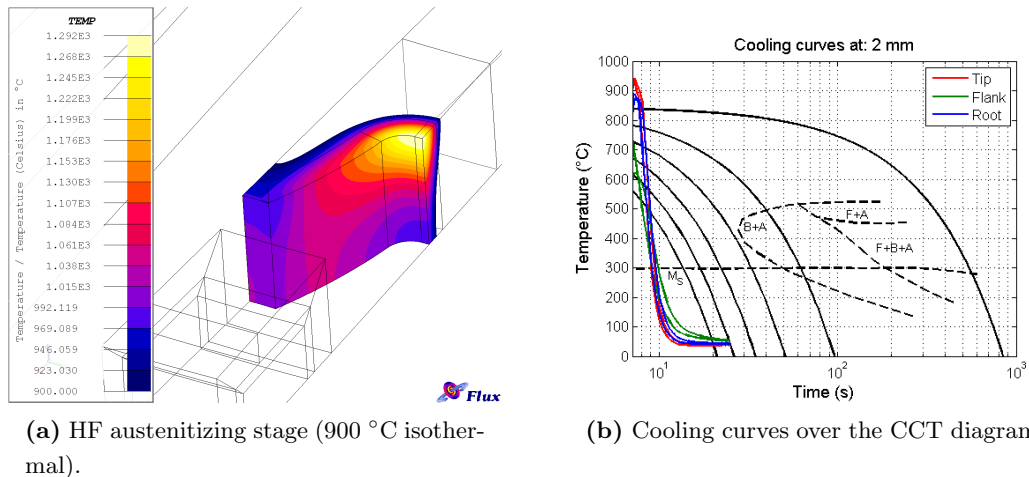 TEMP
Temperature / Temperature (Celsius) in °C
1.292E3
1.268E3
1.245E3
1.222E3
1.199E3
1.176E3
1.153E3
1.130E3
1.107E3
1.084E3
1.061E3
1.038E3
1.015E3
992.119
969.089
946.059
923.030
900.000
Flux
(a) HF austenitizing stage (900 °C isother-
mal).
Cooling curves at: 2 mm
Tip
Flank
Root
Temperature (°C)
1000
900
800
700
600
500
400
300
200
100
0
B+A
F+A
F+B+A
MS
10¹
10²
10³
Time (s)
(b) Cooling curves over the CCT diagram